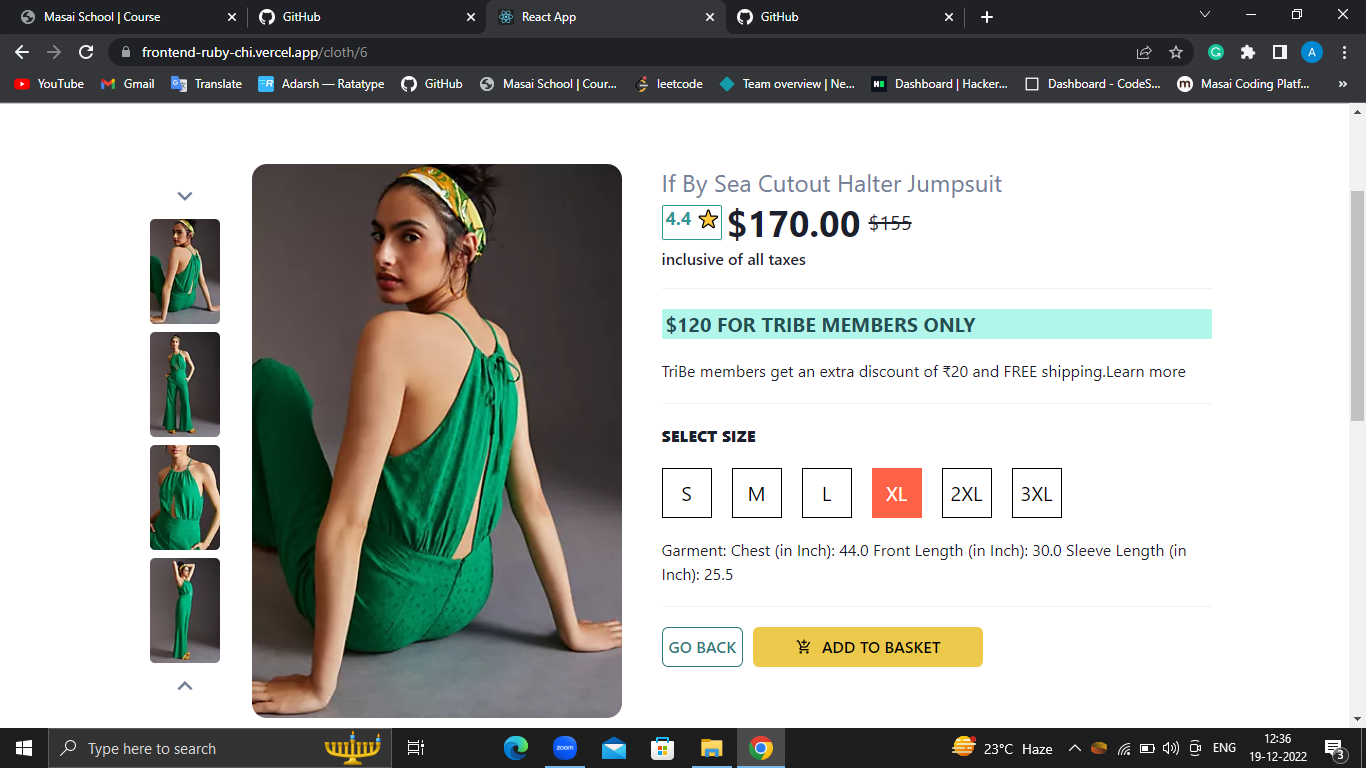 Masai School | Course
GitHub
React App
GitHub
frontend-ruby-chi.vercel.app/cloth/6
A
YouTube
Gmail
Translate
Adarsh — Ratatype
GitHub
Masai School | Cour...
leetcode
Team overview | Ne...
Dashboard | Hacker...
Dashboard - CodeS...
Masai Coding Platf...
»
If By Sea Cutout Halter Jumpsuit
4.4 $170.00 $155
inclusive of all taxes
$120 FOR TRIBE MEMBERS ONLY
TriBe members get an extra discount of ₹20 and FREE shipping.Learn more
SELECT SIZE
S M L XL 2XL 3XL
Garment: Chest (in Inch): 44.0 Front Length (in Inch): 30.0 Sleeve Length (in
Inch): 25.5
GO BACK
ADD TO BASKET
Type here to search
zoom
23°C Haze
ENG
12:36
19-12-2022
3